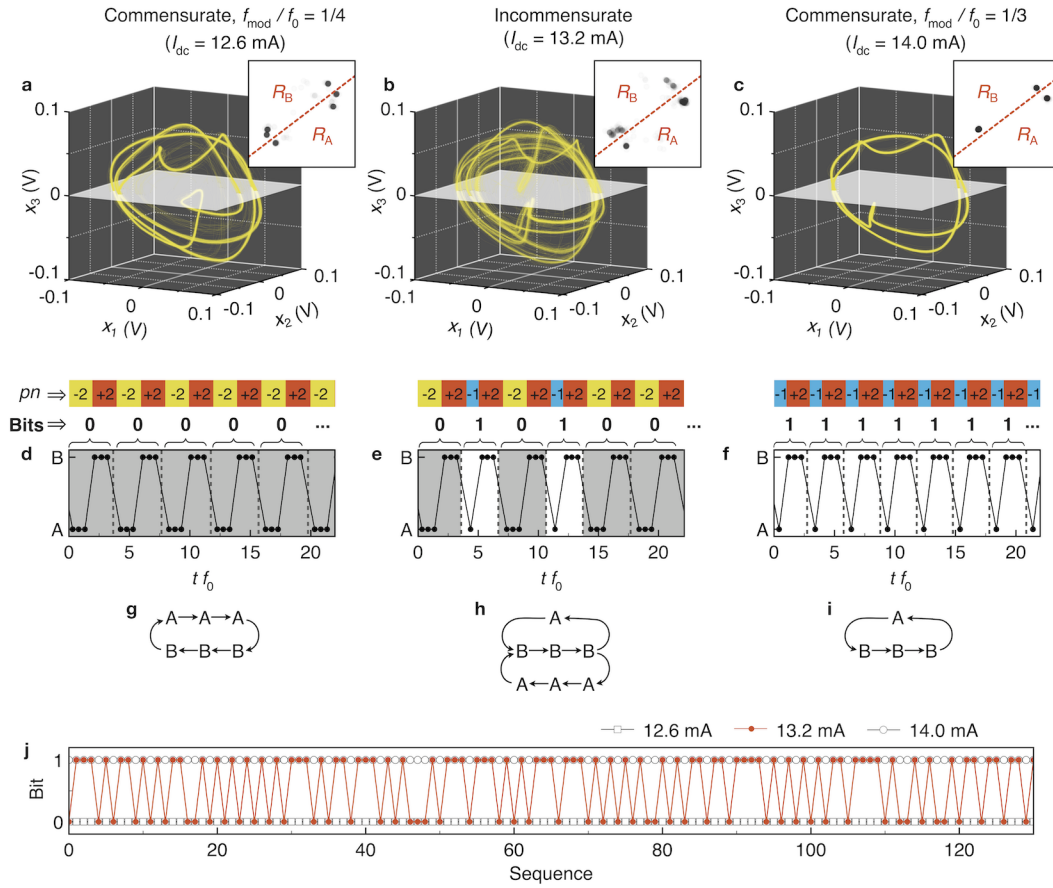 Commensurate, f_mod / f_0 = 1/4
(I_dc = 12.6 mA)
Incommensurate
(I_dc = 13.2 mA)
Commensurate, f_mod / f_0 = 1/3
(I_dc = 14.0 mA)
a
R_B
R_A
0.1
x_3 (V)
0
-0.1
-0.1
0
0.1
-0.1
0
0.1
x_1 (V)
x_2 (V)
b
R_B
R_A
0.1
x_3 (V)
0
-0.1
-0.1
0
0.1
-0.1
0
0.1
x_1 (V)
x_2 (V)
c
R_B
R_A
0.1
x_3 (V)
0
-0.1
-0.1
0
0.1
-0.1
0
0.1
x_1 (V)
x_2 (V)
pn ⇒ -2 +2 -2 +2 -2 +2 -2 +2 -2 +2 -2
Bits ⇒ 0 0 0 0 0 ...
d
B
A
0 5 10 15 20
t f_0
-2 +2 -1 +2 -2 +2 -1 +2 -2 +2 -2 +2
0 1 0 1 0 0 ...
e
B
A
0 5 10 15 20
t f_0
-1 +2 -1 +2 -1 +2 -1 +2 -1 +2 -1 +2 -1 +2 -1
1 1 1 1 1 1 1 ...
f
B
A
0 5 10 15 20
t f_0
g
A → A → A
B ← B ← B
h
A
B → B → B
A ← A ← A
i
A
B → B → B
j
12.6 mA 13.2 mA 14.0 mA
Bit
1
0
0 20 40 60 80 100 120
Sequence